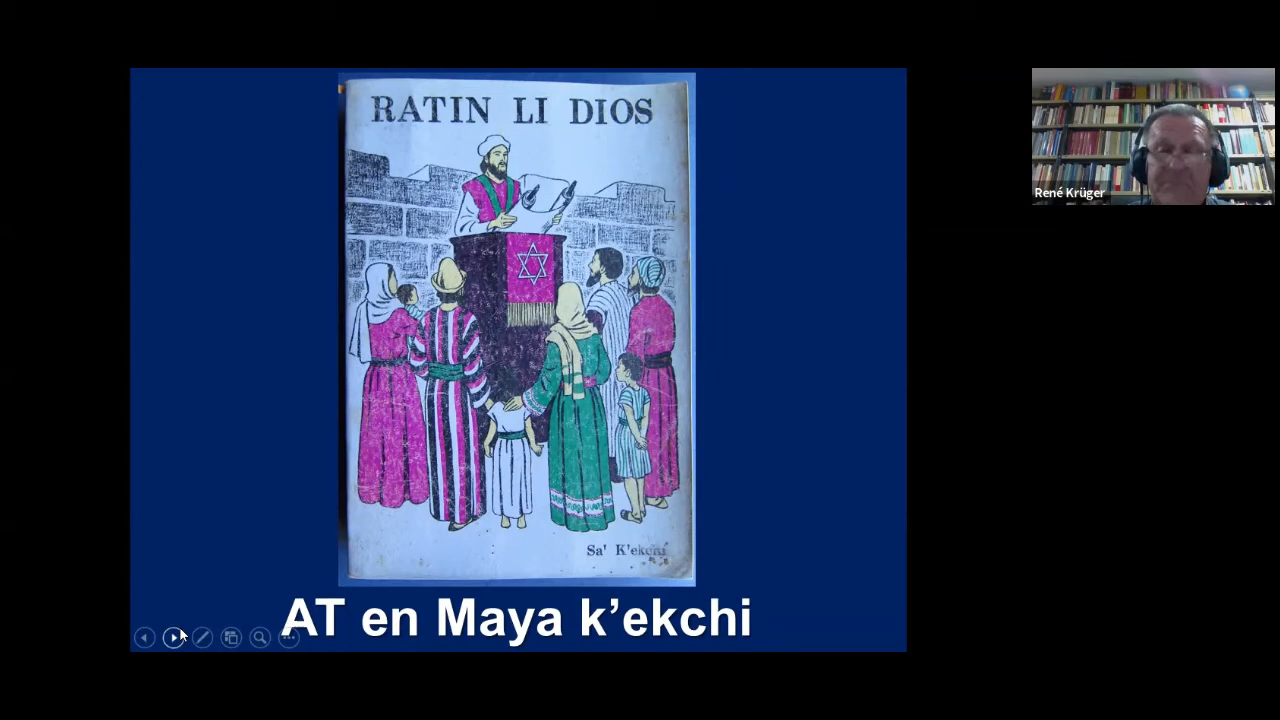 RATIN LI DIOS
Sa' K'ekchi
AT en Maya k’ekchi
René Krüger